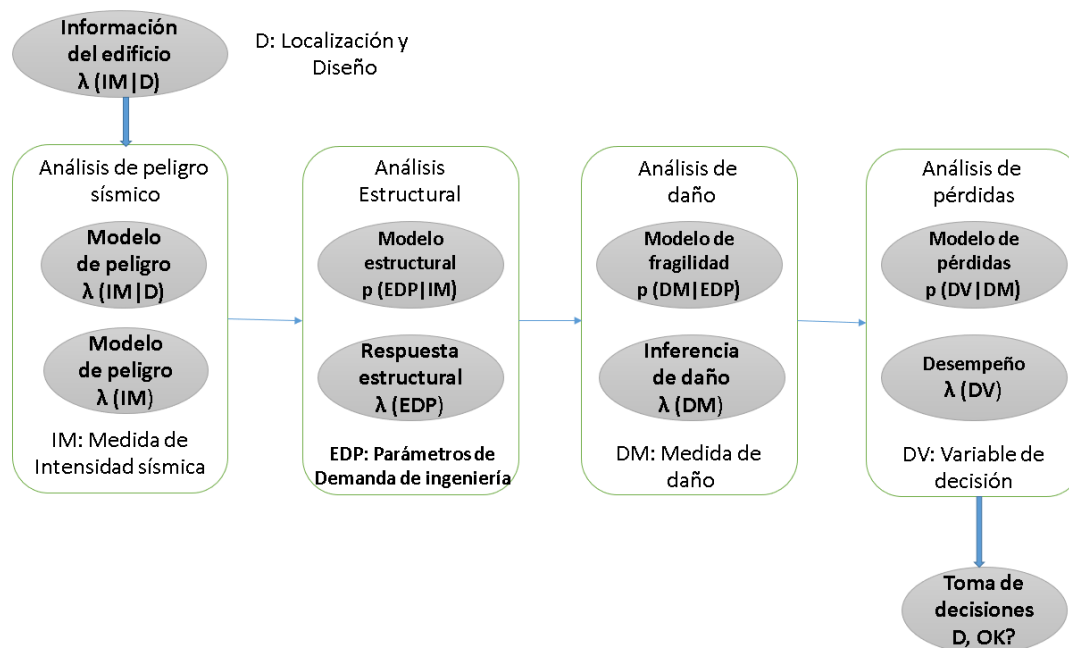 Información
del edificio
λ (IM|D)
D: Localización y
Diseño
Análisis de peligro
sísmico
Modelo
de peligro
λ (IM|D)
Modelo
de peligro
λ (IM)
IM: Medida de
Intensidad sísmica
Análisis
Estructural
Modelo
estructural
p (EDP|IM)
Respuesta
estructural
λ (EDP)
EDP: Parámetros de
Demanda de ingeniería
Análisis de
daño
Modelo de
fragilidad
p (DM|EDP)
Inferencia
de daño
λ (DM)
DM: Medida de
daño
Análisis de
pérdidas
Modelo de
pérdidas
p (DV|DM)
Desempeño
λ (DV)
DV: Variable de
decisión
Toma de
decisiones
D, OK?